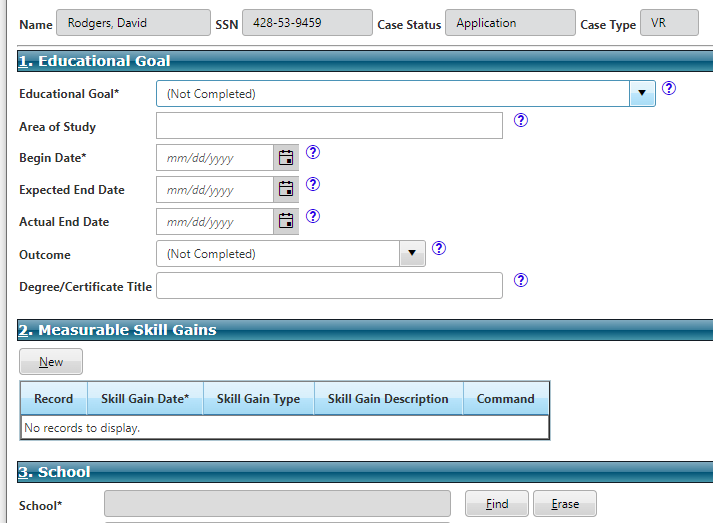 Name Rodgers, David SSN 428-53-9459 Case Status Application Case Type VR
1. Educational Goal
Educational Goal* (Not Completed) ?
Area of Study ?
Begin Date* mm/dd/yyyy ?
Expected End Date mm/dd/yyyy ?
Actual End Date mm/dd/yyyy ?
Outcome (Not Completed) ?
Degree/Certificate Title ?
2. Measurable Skill Gains
New
Record Skill Gain Date* Skill Gain Type Skill Gain Description Command
No records to display.
3. School
School* Find Erase